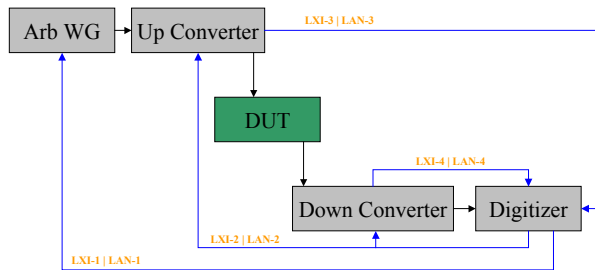 LXI-3 | LAN-3
Arb WG
Up Converter
DUT
LXI-4 | LAN-4
Down Converter
Digitizer
LXI-2 | LAN-2
LXI-1 | LAN-1